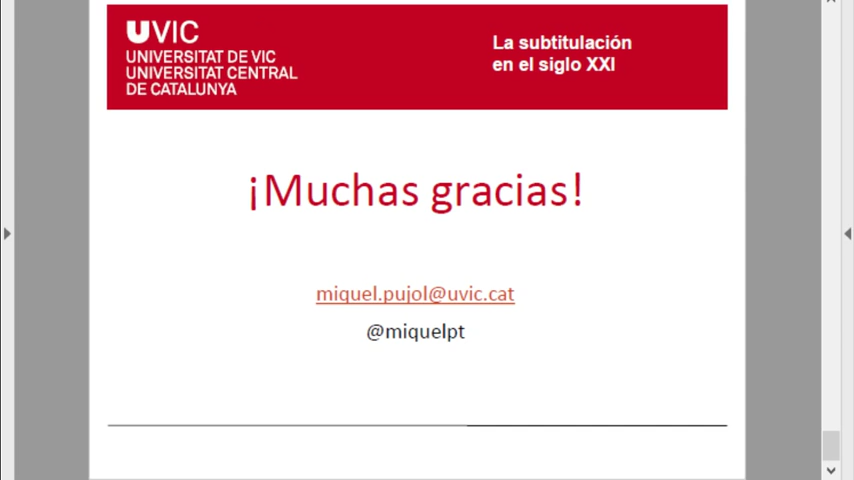 UVIC
UNIVERSITAT DE VIC
UNIVERSITAT CENTRAL
DE CATALUNYA
La subtitulación
en el siglo XXI
¡Muchas gracias!
miquel.pujol@uvic.cat
@miquelpt